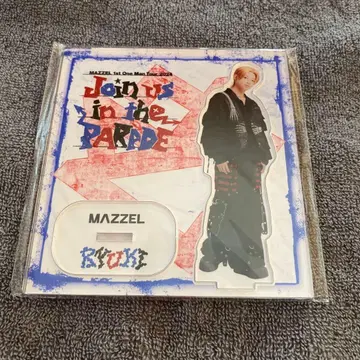 MAZZEL 1st One Man Tour 2024
Join us
in the
PARADE
MAZZEL
RYUKI